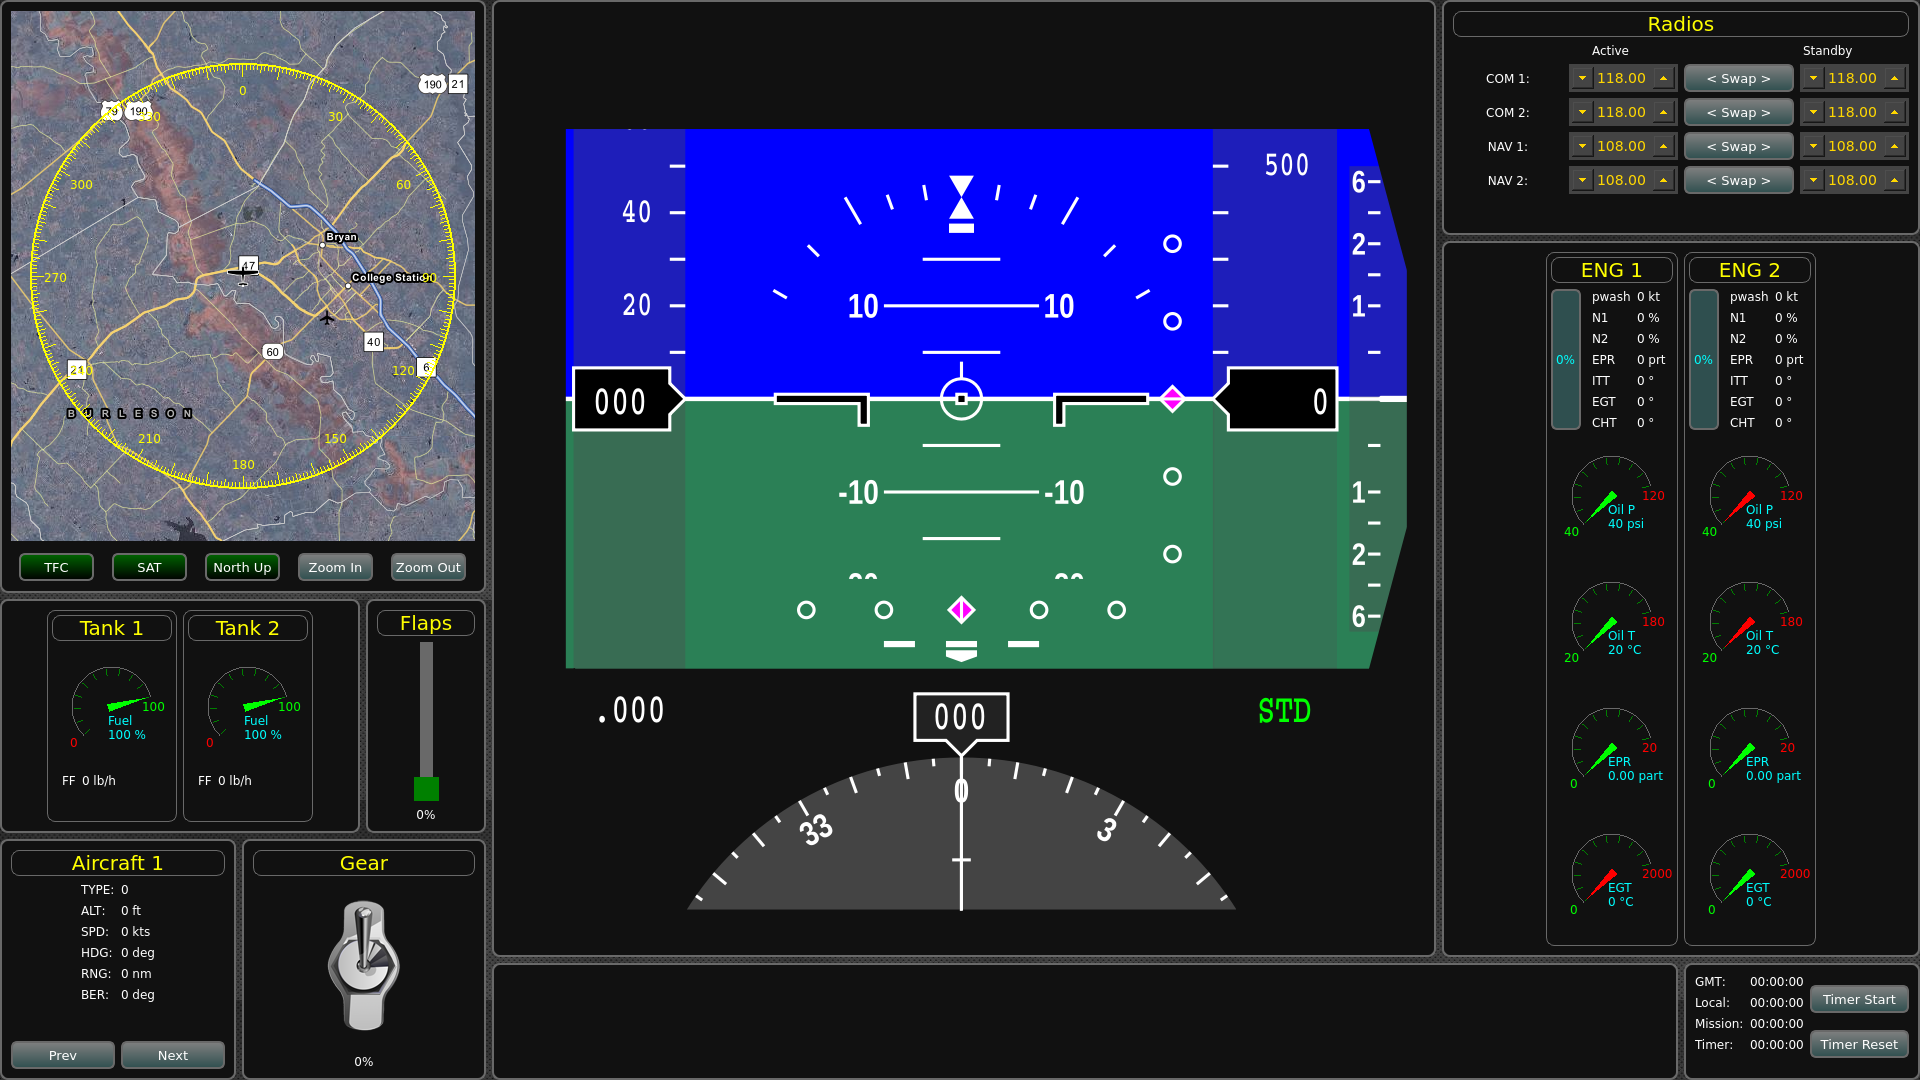 190 21
0
79 190 330
30
300
60
Bryan
47
270
College Station
90
40
60
240
21
120
6
BURLESON
210
150
180
TFC SAT North Up Zoom In Zoom Out
Tank 1 Tank 2
100 100
Fuel Fuel
100 % 100 %
0 0
FF 0 lb/h FF 0 lb/h
Flaps
0%
Aircraft 1
TYPE: 0
ALT: 0 ft
SPD: 0 kts
HDG: 0 deg
RNG: 0 nm
BER: 0 deg
Prev Next
Gear
0%
500
6
40
2
20 10 10 1
000 0
-10 -10 1
2
20 20
6
.000 000 STD
0
33 3
Radios
Active Standby
COM 1: 118.00 < Swap > 118.00
COM 2: 118.00 < Swap > 118.00
NAV 1: 108.00 < Swap > 108.00
NAV 2: 108.00 < Swap > 108.00
ENG 1 ENG 2
pwash 0 kt pwash 0 kt
N1 0 % N1 0 %
N2 0 % N2 0 %
0% EPR 0 prt 0% EPR 0 prt
ITT 0 ° ITT 0 °
EGT 0 ° EGT 0 °
CHT 0 ° CHT 0 °
120 120
Oil P Oil P
40 psi 40 psi
40 40
180 180
Oil T Oil T
20 °C 20 °C
20 20
20 20
EPR EPR
0.00 part 0.00 part
0 0
2000 2000
EGT EGT
0 °C 0 °C
0 0
GMT: 00:00:00
Local: 00:00:00
Mission: 00:00:00
Timer: 00:00:00
Timer Start
Timer Reset